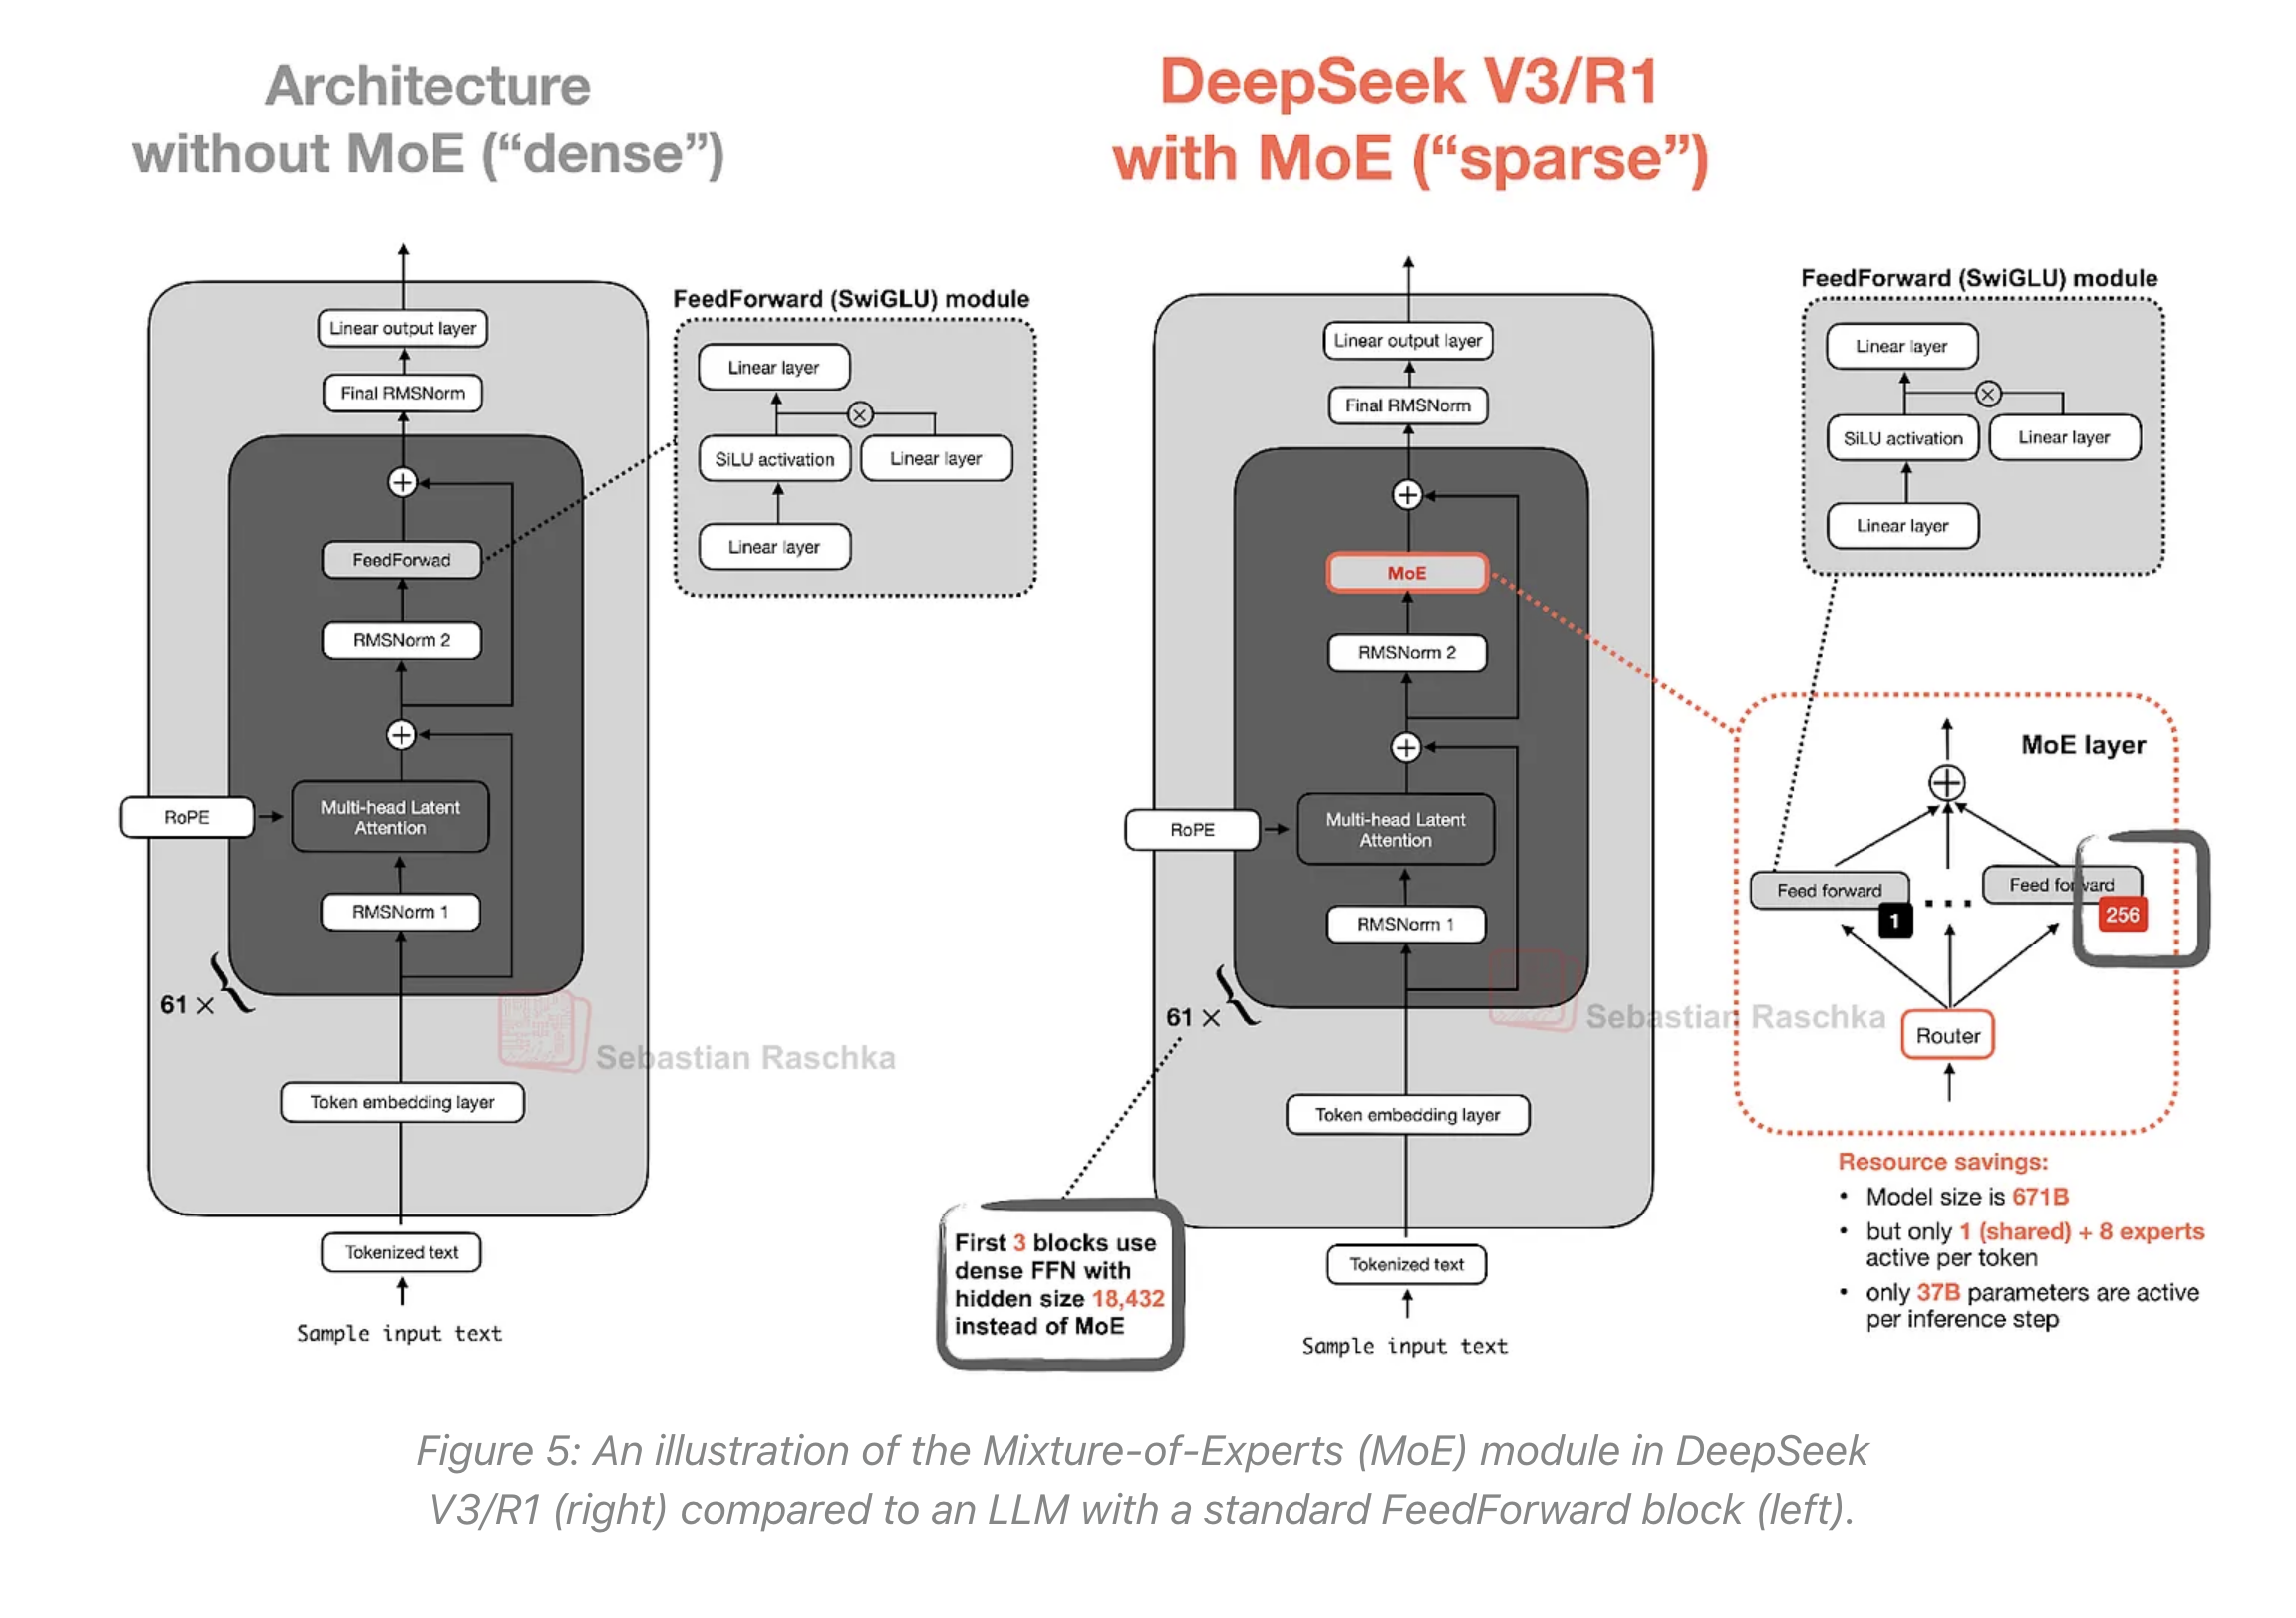 Architecture
without MoE (“dense”)
Linear output layer
Final RMSNorm
FeedForwad
RMSNorm 2
Multi-head Latent
Attention
RoPE
RMSNorm 1
61 ×
Token embedding layer
Tokenized text
Sample input text
FeedForward (SwiGLU) module
Linear layer
SiLU activation
Linear layer
Linear layer
Sebastian Raschka
DeepSeek V3/R1
with MoE (“sparse”)
Linear output layer
Final RMSNorm
MoE
RMSNorm 2
Multi-head Latent
Attention
RoPE
RMSNorm 1
61 ×
Token embedding layer
Tokenized text
Sample input text
First 3 blocks use
dense FFN with
hidden size 18,432
instead of MoE
FeedForward (SwiGLU) module
Linear layer
SiLU activation
Linear layer
Linear layer
MoE layer
Feed forward
1
...
Feed forward
256
Router
Sebastian Raschka
Resource savings:
• Model size is 671B
• but only 1 (shared) + 8 experts
active per token
• only 37B parameters are active
per inference step
Figure 5: An illustration of the Mixture-of-Experts (MoE) module in DeepSeek
V3/R1 (right) compared to an LLM with a standard FeedForward block (left).